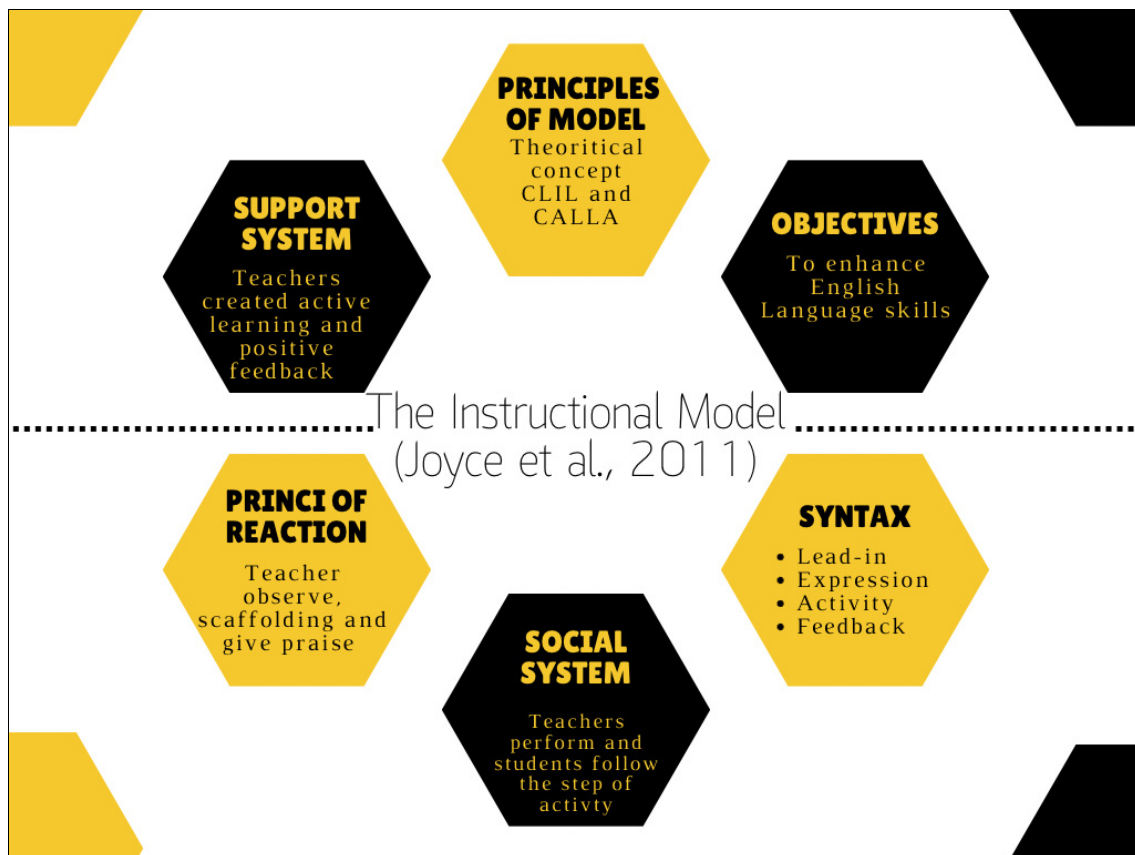 PRINCIPLES
OF MODEL
Theoritical
concept
CLIL and
CALLA
SUPPORT
SYSTEM
Teachers
created active
learning and
positive
feedback
OBJECTIVES
To enhance
English
Language skills
The Instructional Model
(Joyce et al., 2011)
PRINCI OF
REACTION
Teacher
observe,
scaffolding and
give praise
SYNTAX
• Lead-in
• Expression
• Activity
• Feedback
SOCIAL
SYSTEM
Teachers
perform and
students follow
the step of
activty